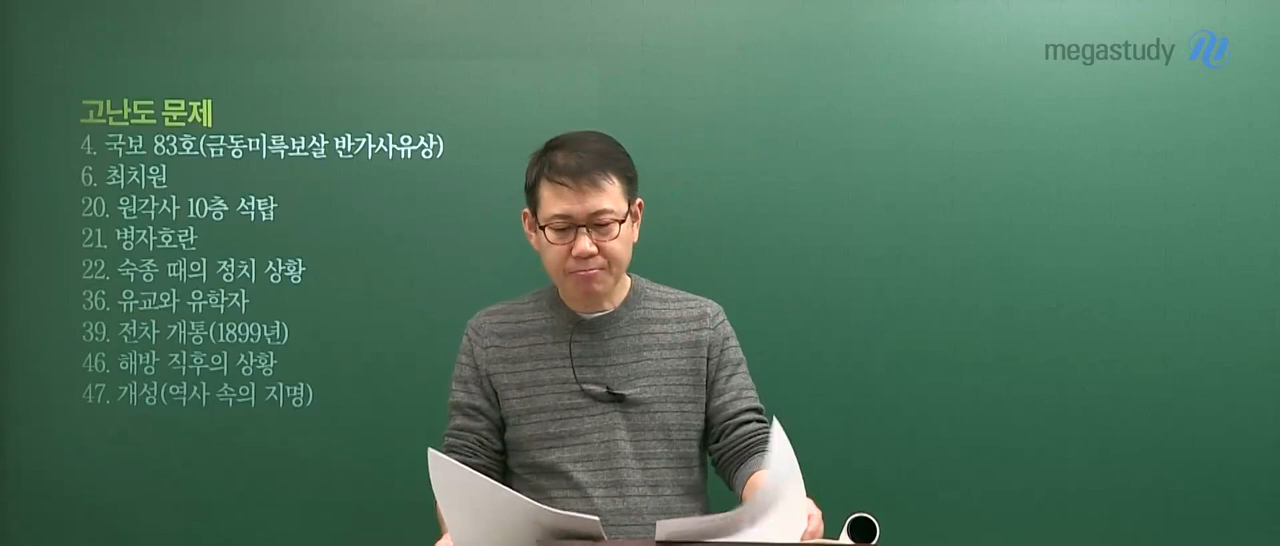 megastudy
고난도 문제
4. 국보 83호(금동미륵보살 반가사유상)
6. 최치원
20. 원각사 10층 석탑
21. 병자호란
22. 숙종 때의 정치 상황
36. 유교와 유학자
39. 전차 개통(1899년)
46. 해방 직후의 상황
47. 개성(역사 속의 지명)